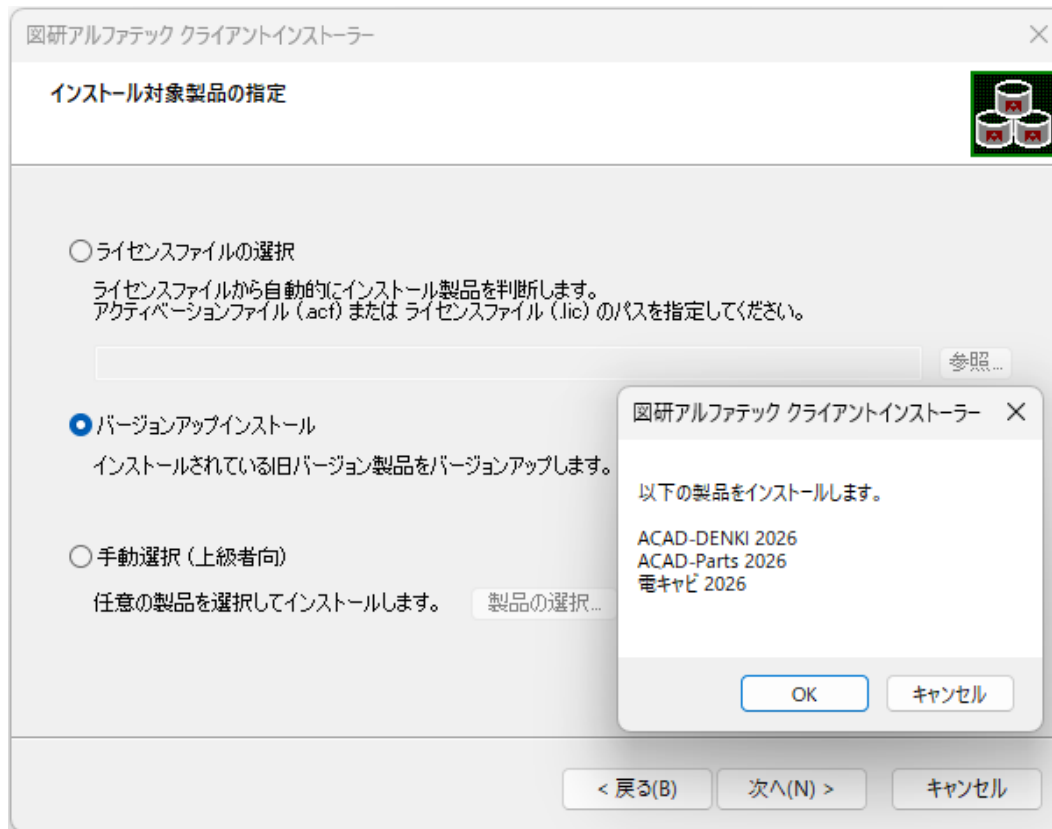 図研アルファテック クライアントインストーラー
インストール対象製品の指定
ライセンスファイルの選択
ライセンスファイルから自動的にインストール製品を判断します。
アクティベーションファイル (.acf) または ライセンスファイル (.lic) のパスを指定してください。
参照...
バージョンアップインストール
インストールされている旧バージョン製品をバージョンアップします。
手動選択 (上級者向)
任意の製品を選択してインストールします。
製品の選択...
図研アルファテック クライアントインストーラー
以下の製品をインストールします。
ACAD-DENKI 2026
ACAD-Parts 2026
電キャビ 2026
OK
キャンセル
< 戻る(B)
次へ(N) >
キャンセル